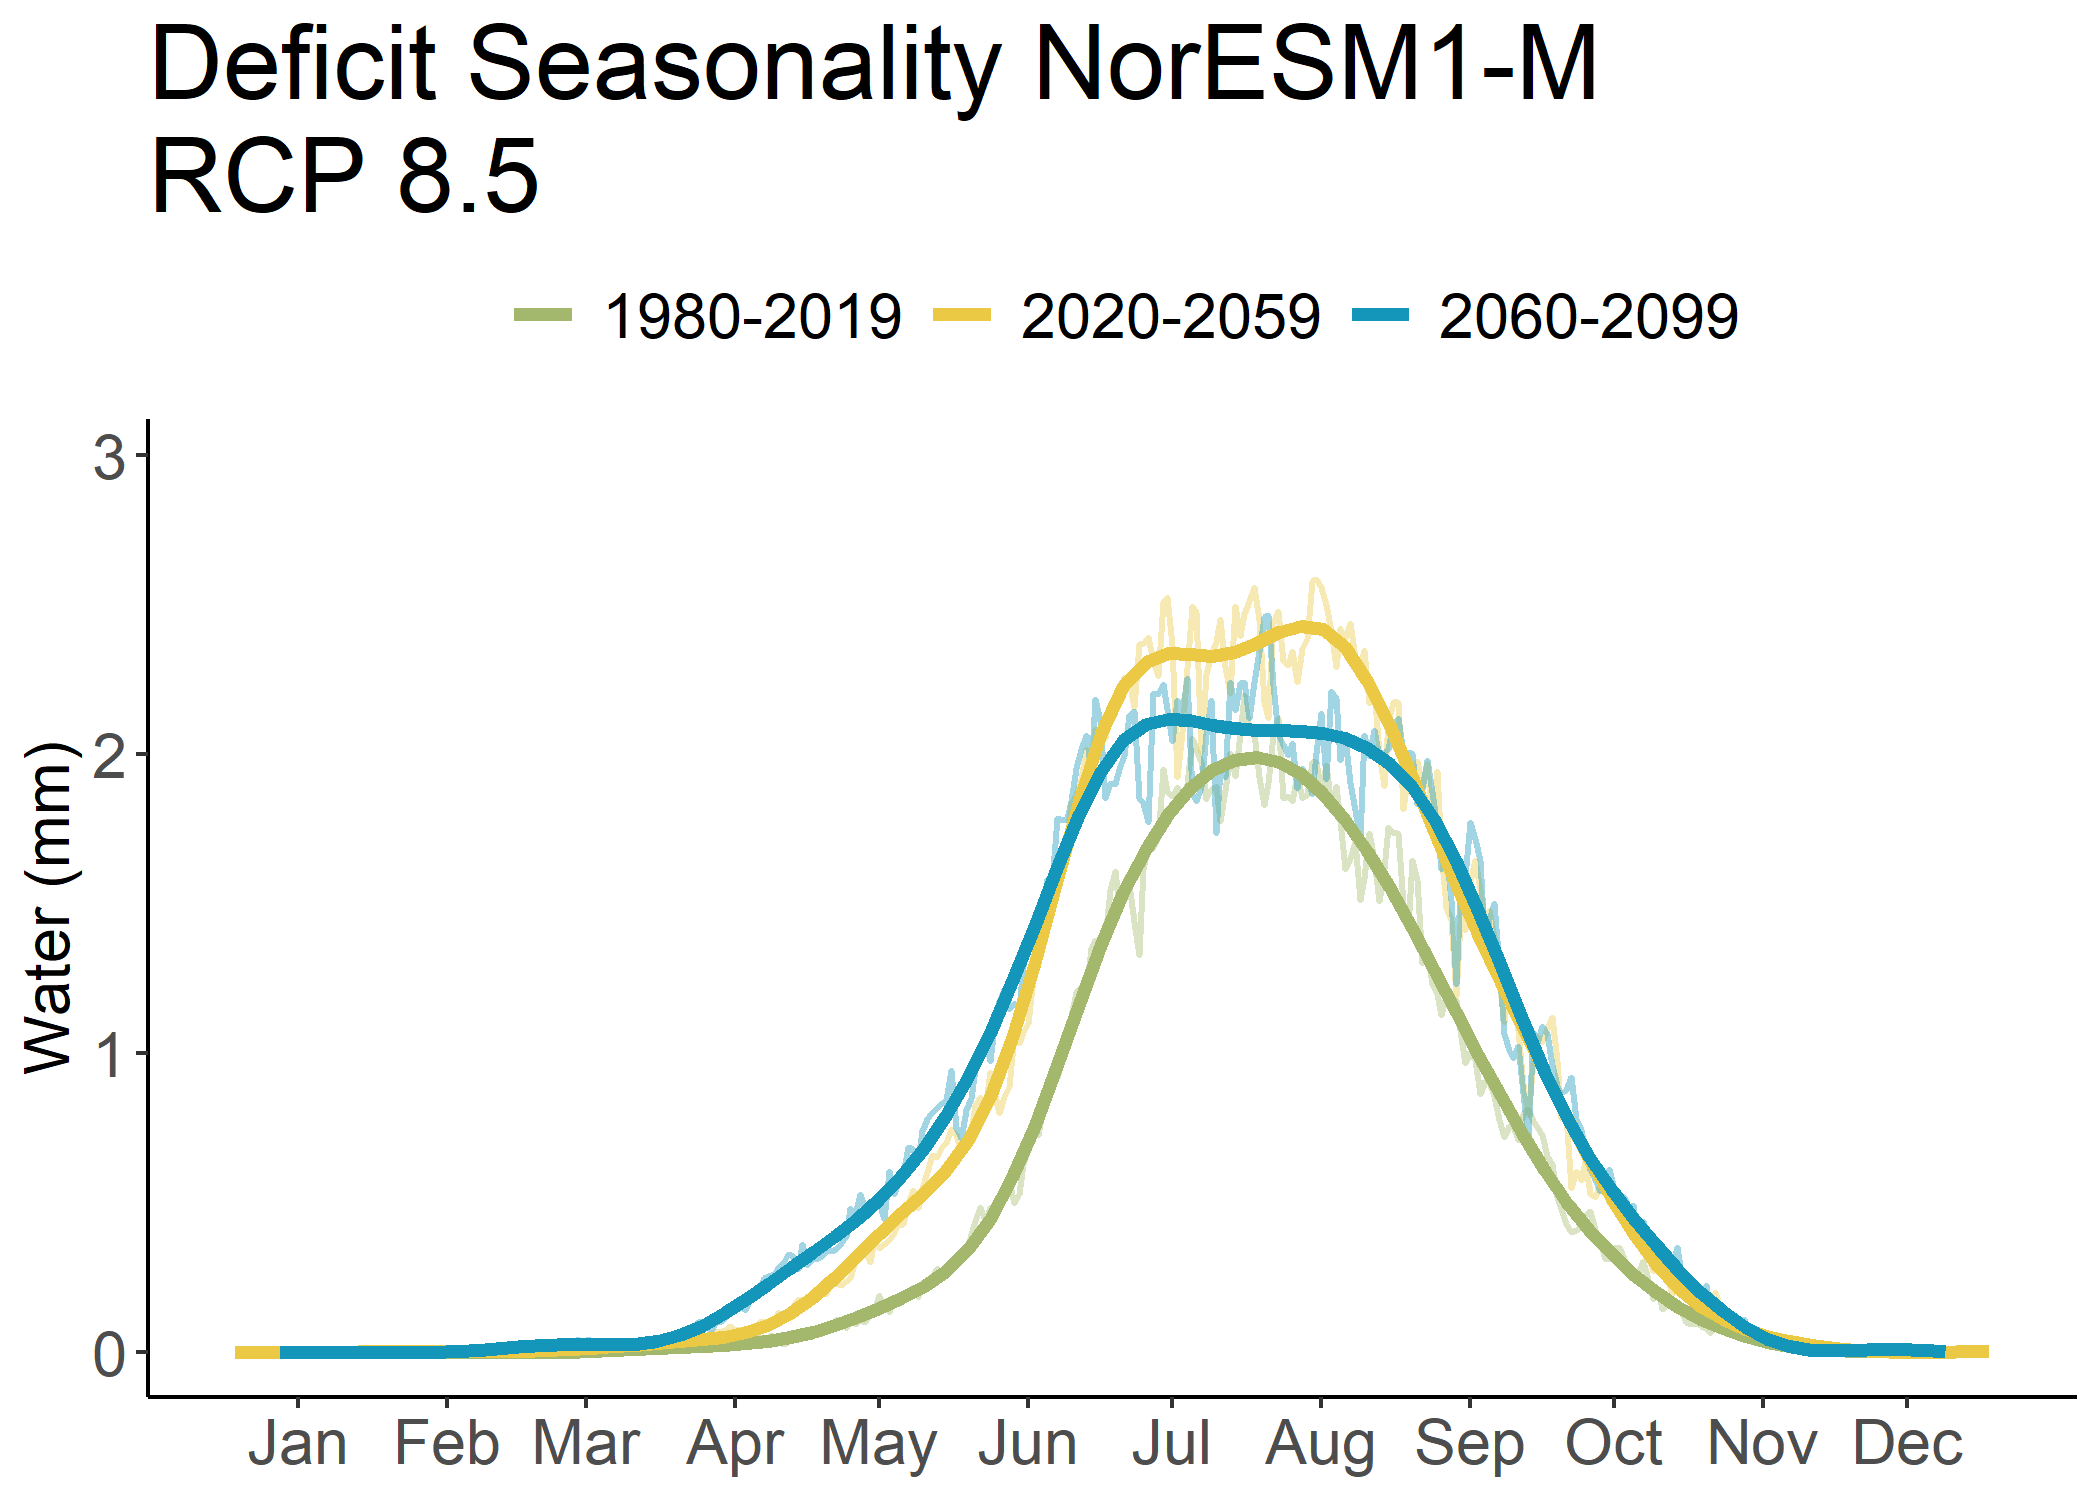 Deficit Seasonality NorESM1-M
RCP 8.5
1980-2019 2020-2059 2060-2099
3
2
1
0
Water (mm)
Jan Feb Mar Apr May Jun Jul Aug Sep Oct Nov Dec